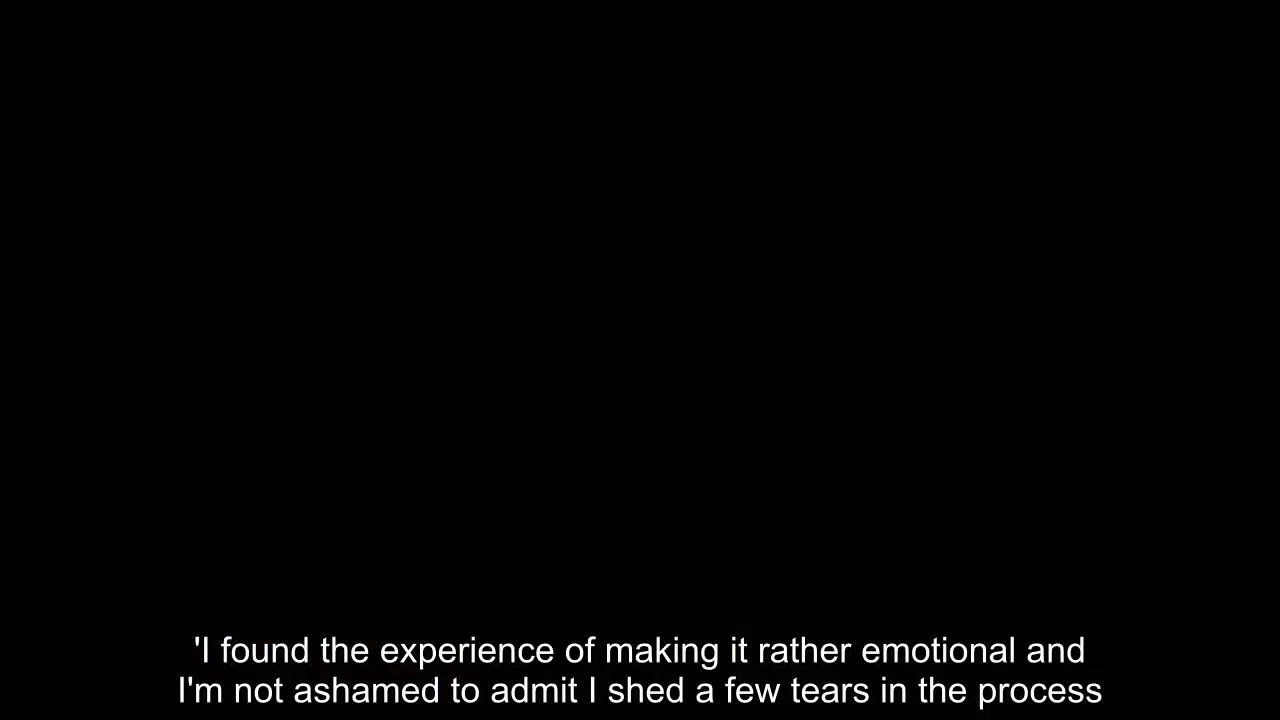 'I found the experience of making it rather emotional and
I'm not ashamed to admit I shed a few tears in the process